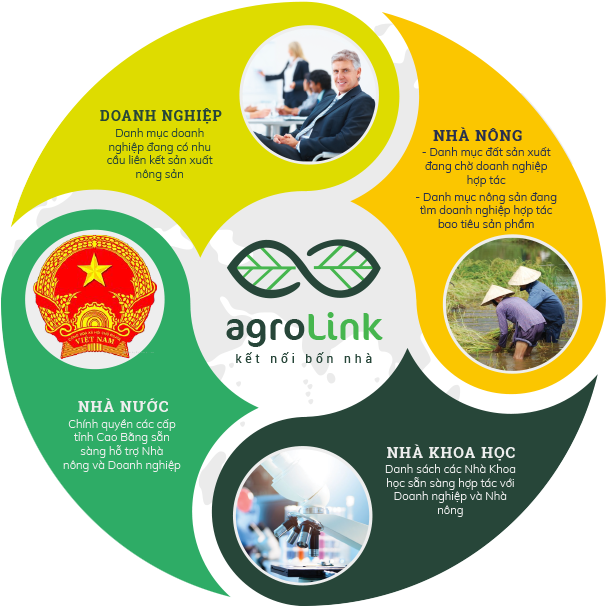 DOANH NGHIỆP
Danh mục doanh
nghiệp đang có nhu
cầu liên kết sản xuất
nông sản
NHÀ NÔNG
- Danh mục đất sản xuất
đang chờ doanh nghiệp
hợp tác
- Danh mục nông sản đang
tìm doanh nghiệp hợp tác
bao tiêu sản phẩm
agroLink
kết nối bốn nhà
VIỆT NAM
NHÀ NƯỚC
Chính quyền các cấp
tỉnh Cao Bằng sẵn
sàng hỗ trợ Nhà
nông và Doanh nghiệp
NHÀ KHOA HỌC
Danh sách các Nhà Khoa
học sẵn sàng hợp tác với
Doanh nghiệp và Nhà
nông